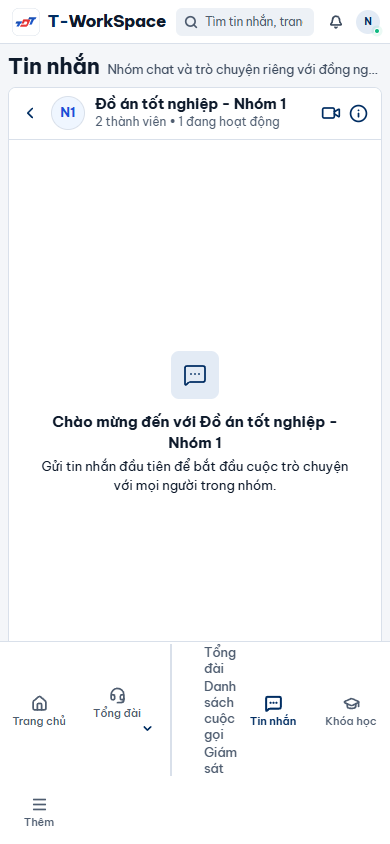 TDT T-WorkSpace Tìm tin nhắn, tran N
Tin nhắn Nhóm chat và trò chuyện riêng với đồng ng...
N1 Đồ án tốt nghiệp - Nhóm 1
2 thành viên • 1 đang hoạt động
Chào mừng đến với Đồ án tốt nghiệp -
Nhóm 1
Gửi tin nhắn đầu tiên để bắt đầu cuộc trò chuyện
với mọi người trong nhóm.
Trang chủ
Tổng đài
Tổng
đài
Danh
sách
cuộc
gọi
Giám
sát
Tin nhắn
Khóa học
Thêm